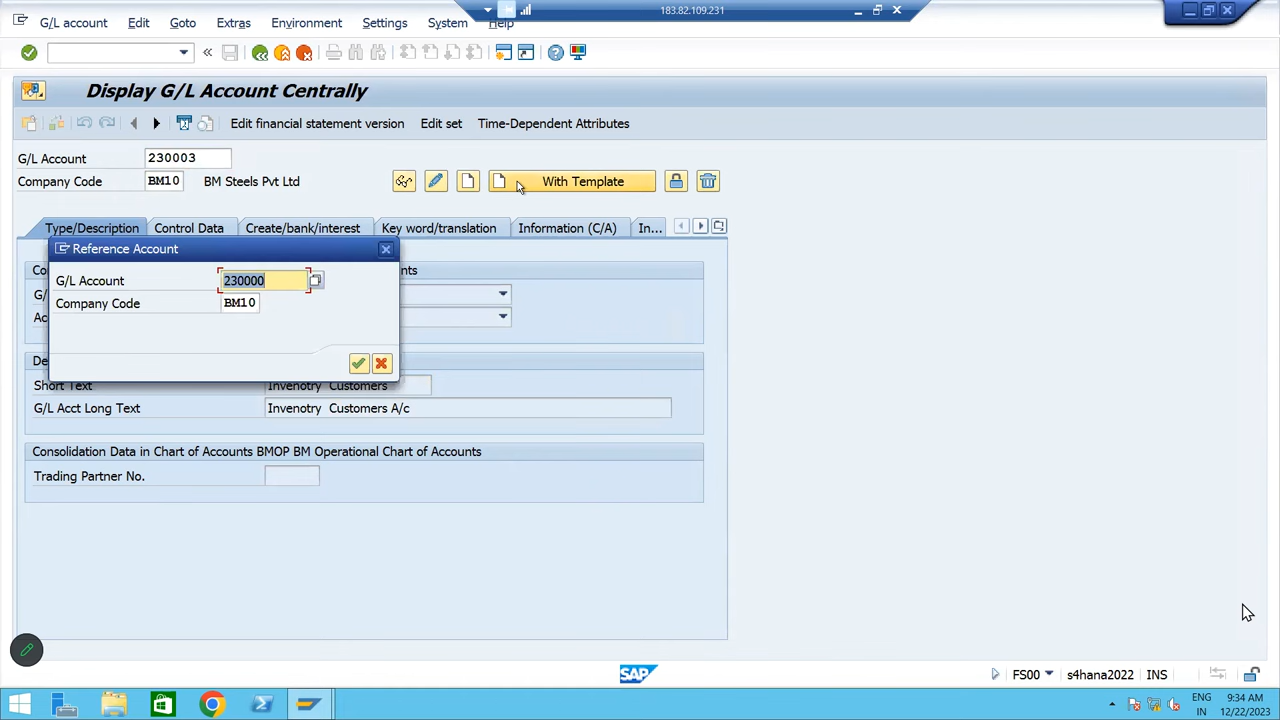 183.82.109.231
G/L account Edit Goto Extras Environment Settings System Help
Display G/L Account Centrally
Edit financial statement version Edit set Time-Dependent Attributes
G/L Account 230003
Company Code BM10 BM Steels Pvt Ltd With Template
Type/Description Control Data Create/bank/interest Key word/translation Information (C/A) In...
Reference Account
G/L Account 230000
Company Code BM10
Short Text Invenotry Customers
G/L Acct Long Text Invenotry Customers A/c
Consolidation Data in Chart of Accounts BMOP BM Operational Chart of Accounts
Trading Partner No.
SAP FS00 s4hana2022 INS
ENG 9:34 AM
IN 12/22/2023